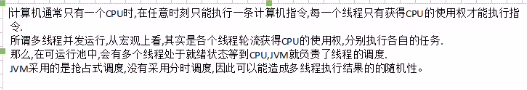 计算机通常只有一个CPU时,在任意时刻只能执行一条计算机指令,每一个线程只有获得CPU的使用权才能执行指
令.
所谓多线程并发运行,从宏观上看,其实是各个线程轮流获得CPU的使用权,分别执行各自的任务.
那么,在可运行池中,会有多个线程处于就绪状态等到CPU,JVM就负责了线程的调度.
JVM采用的是抢占式调度,没有采用分时调度,因此可以能造成多线程执行结果的的随机性。